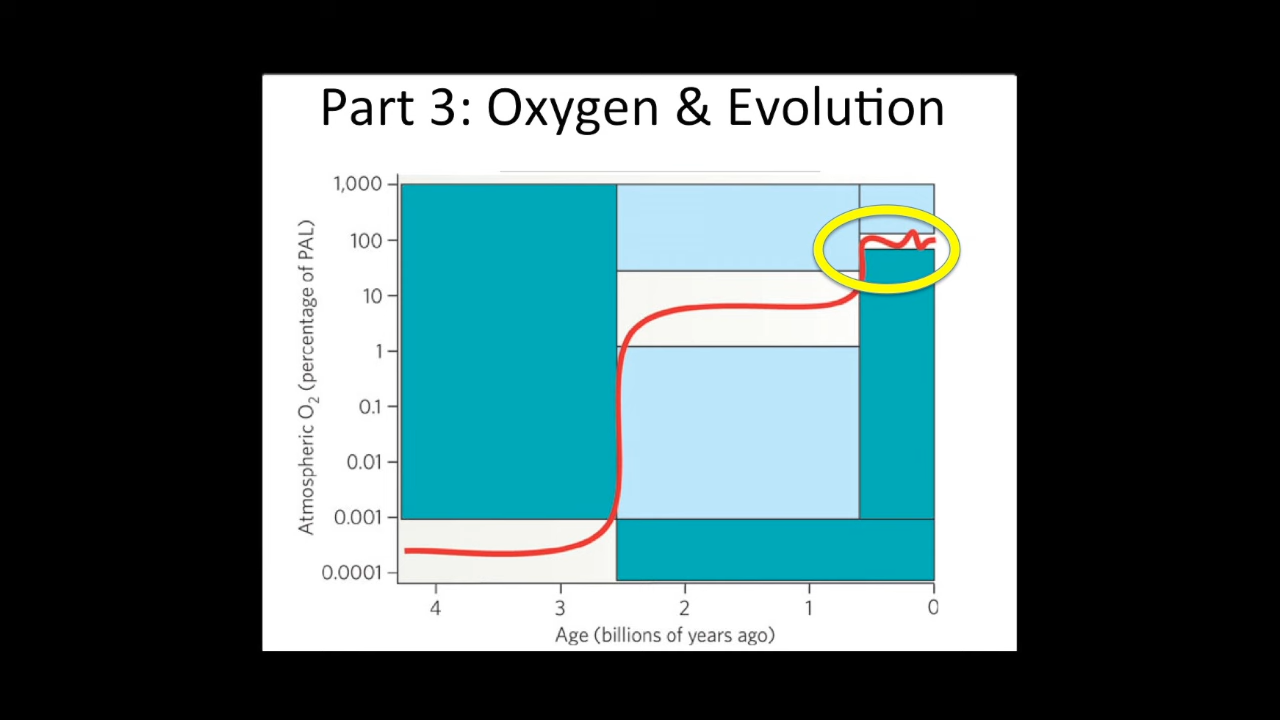 Part 3: Oxygen & Evolution
1,000
100
10
1
0.1
0.01
0.001
0.0001
Atmospheric O₂ (percentage of PAL)
4 3 2 1 0
Age (billions of years ago)